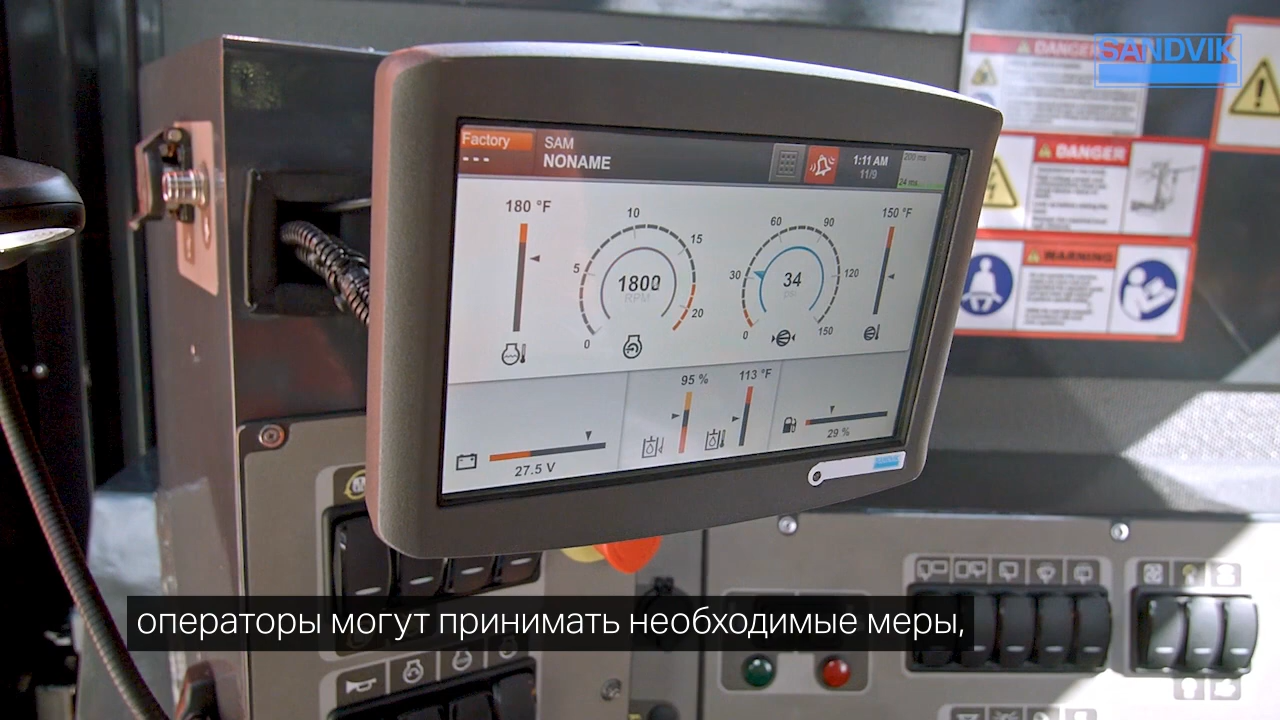 SANDVIK
DANGER
DANGER
WARNING
Factory
---
SAM
NONAME
1:11 AM
11/9
200 ms
24 ms
180 °F
10
5
15
1800
RPM
0
20
60
90
30
120
34
0
150
150 °F
95 %
113 °F
27.5 V
29 %
SANDVIK
операторы могут принимать необходимые меры,